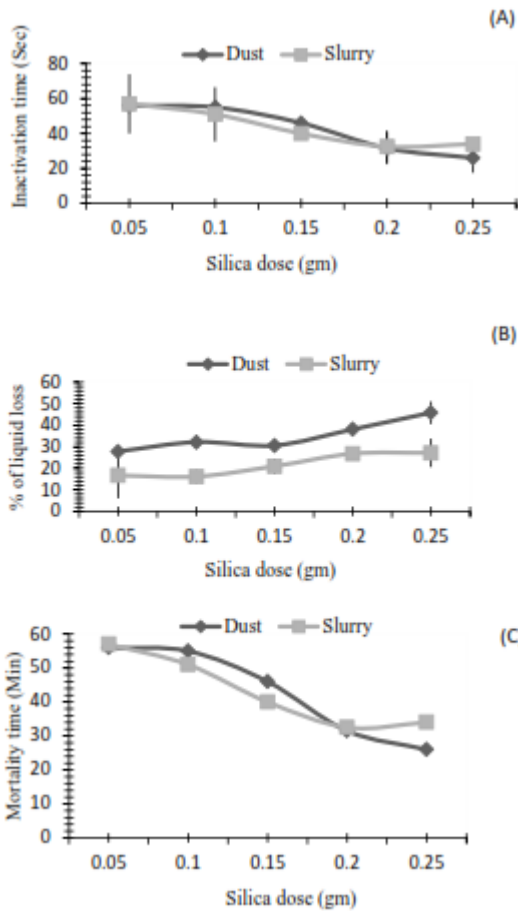 (A)
Dust Slurry
Inactivation time (Sec)
80
60
40
20
0
0.05 0.1 0.15 0.2 0.25
Silica dose (gm)
(B)
Dust Slurry
% of liquid loss
60
50
40
30
20
10
0
0.05 0.1 0.15 0.2 0.25
Silica dose (gm)
(C
Dust Slurry
Mortality time (Min)
60
50
40
30
20
10
0
0.05 0.1 0.15 0.2 0.25
Silica dose (gm)